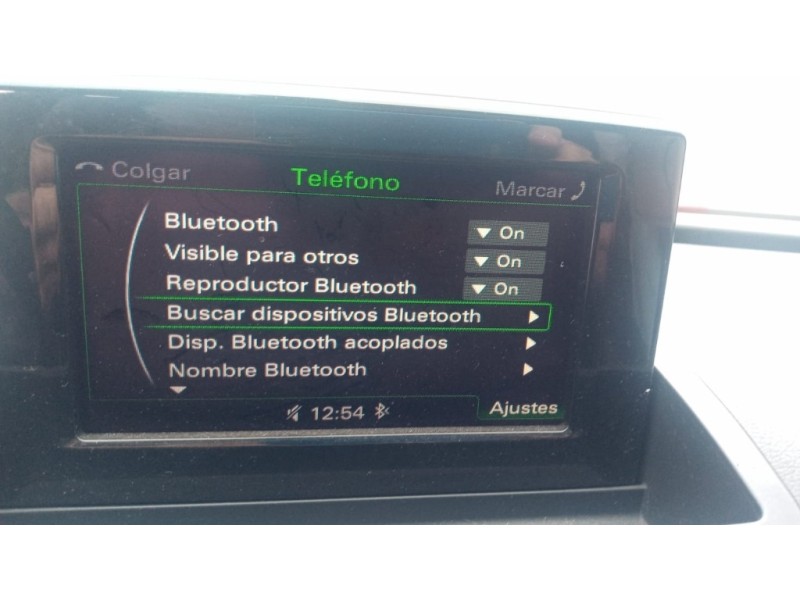 Colgar
Teléfono
Marcar
Bluetooth On
Visible para otros On
Reproductor Bluetooth On
Buscar dispositivos Bluetooth
Disp. Bluetooth acoplados
Nombre Bluetooth
12:54
Ajustes